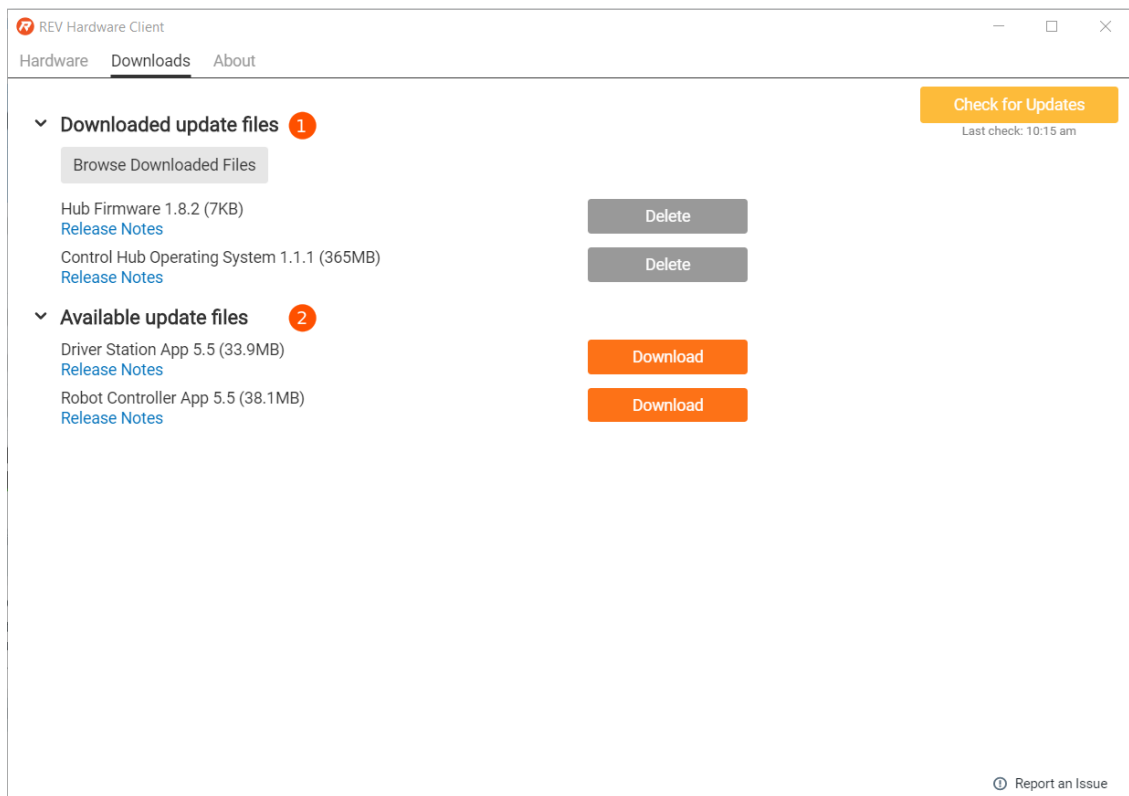 REV Hardware Client
Hardware Downloads About
Check for Updates
Last check: 10:15 am
Downloaded update files 1
Browse Downloaded Files
Hub Firmware 1.8.2 (7KB)
Delete
Release Notes
Control Hub Operating System 1.1.1 (365MB)
Delete
Release Notes
Available update files 2
Driver Station App 5.5 (33.9MB)
Download
Release Notes
Robot Controller App 5.5 (38.1MB)
Download
Release Notes
Report an Issue